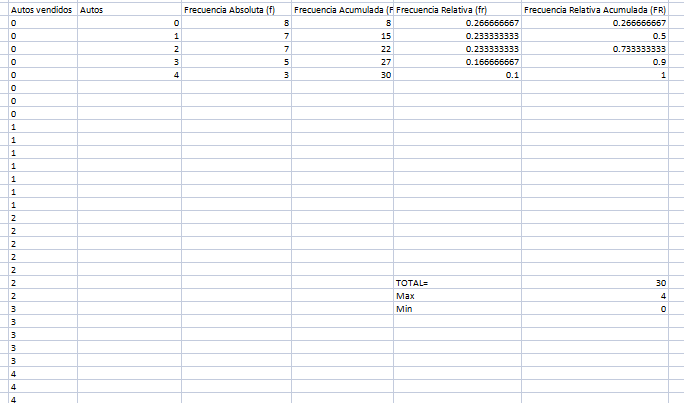 Autos vendidos Autos Frecuencia Absoluta (f) Frecuencia Acumulada (F Frecuencia Relativa (fr) Frecuencia Relativa Acumulada (FR)
0 0 8 8 0.266666667 0.266666667
0 1 7 15 0.233333333 0.5
0 2 7 22 0.233333333 0.733333333
0 3 5 27 0.166666667 0.9
0 4 3 30 0.1 1
0
0
0
1
1
1
1
1
1
1
2
2
2
2
2
2 TOTAL= 30
2 Max 4
3 Min 0
3
3
3
3
4
4
4